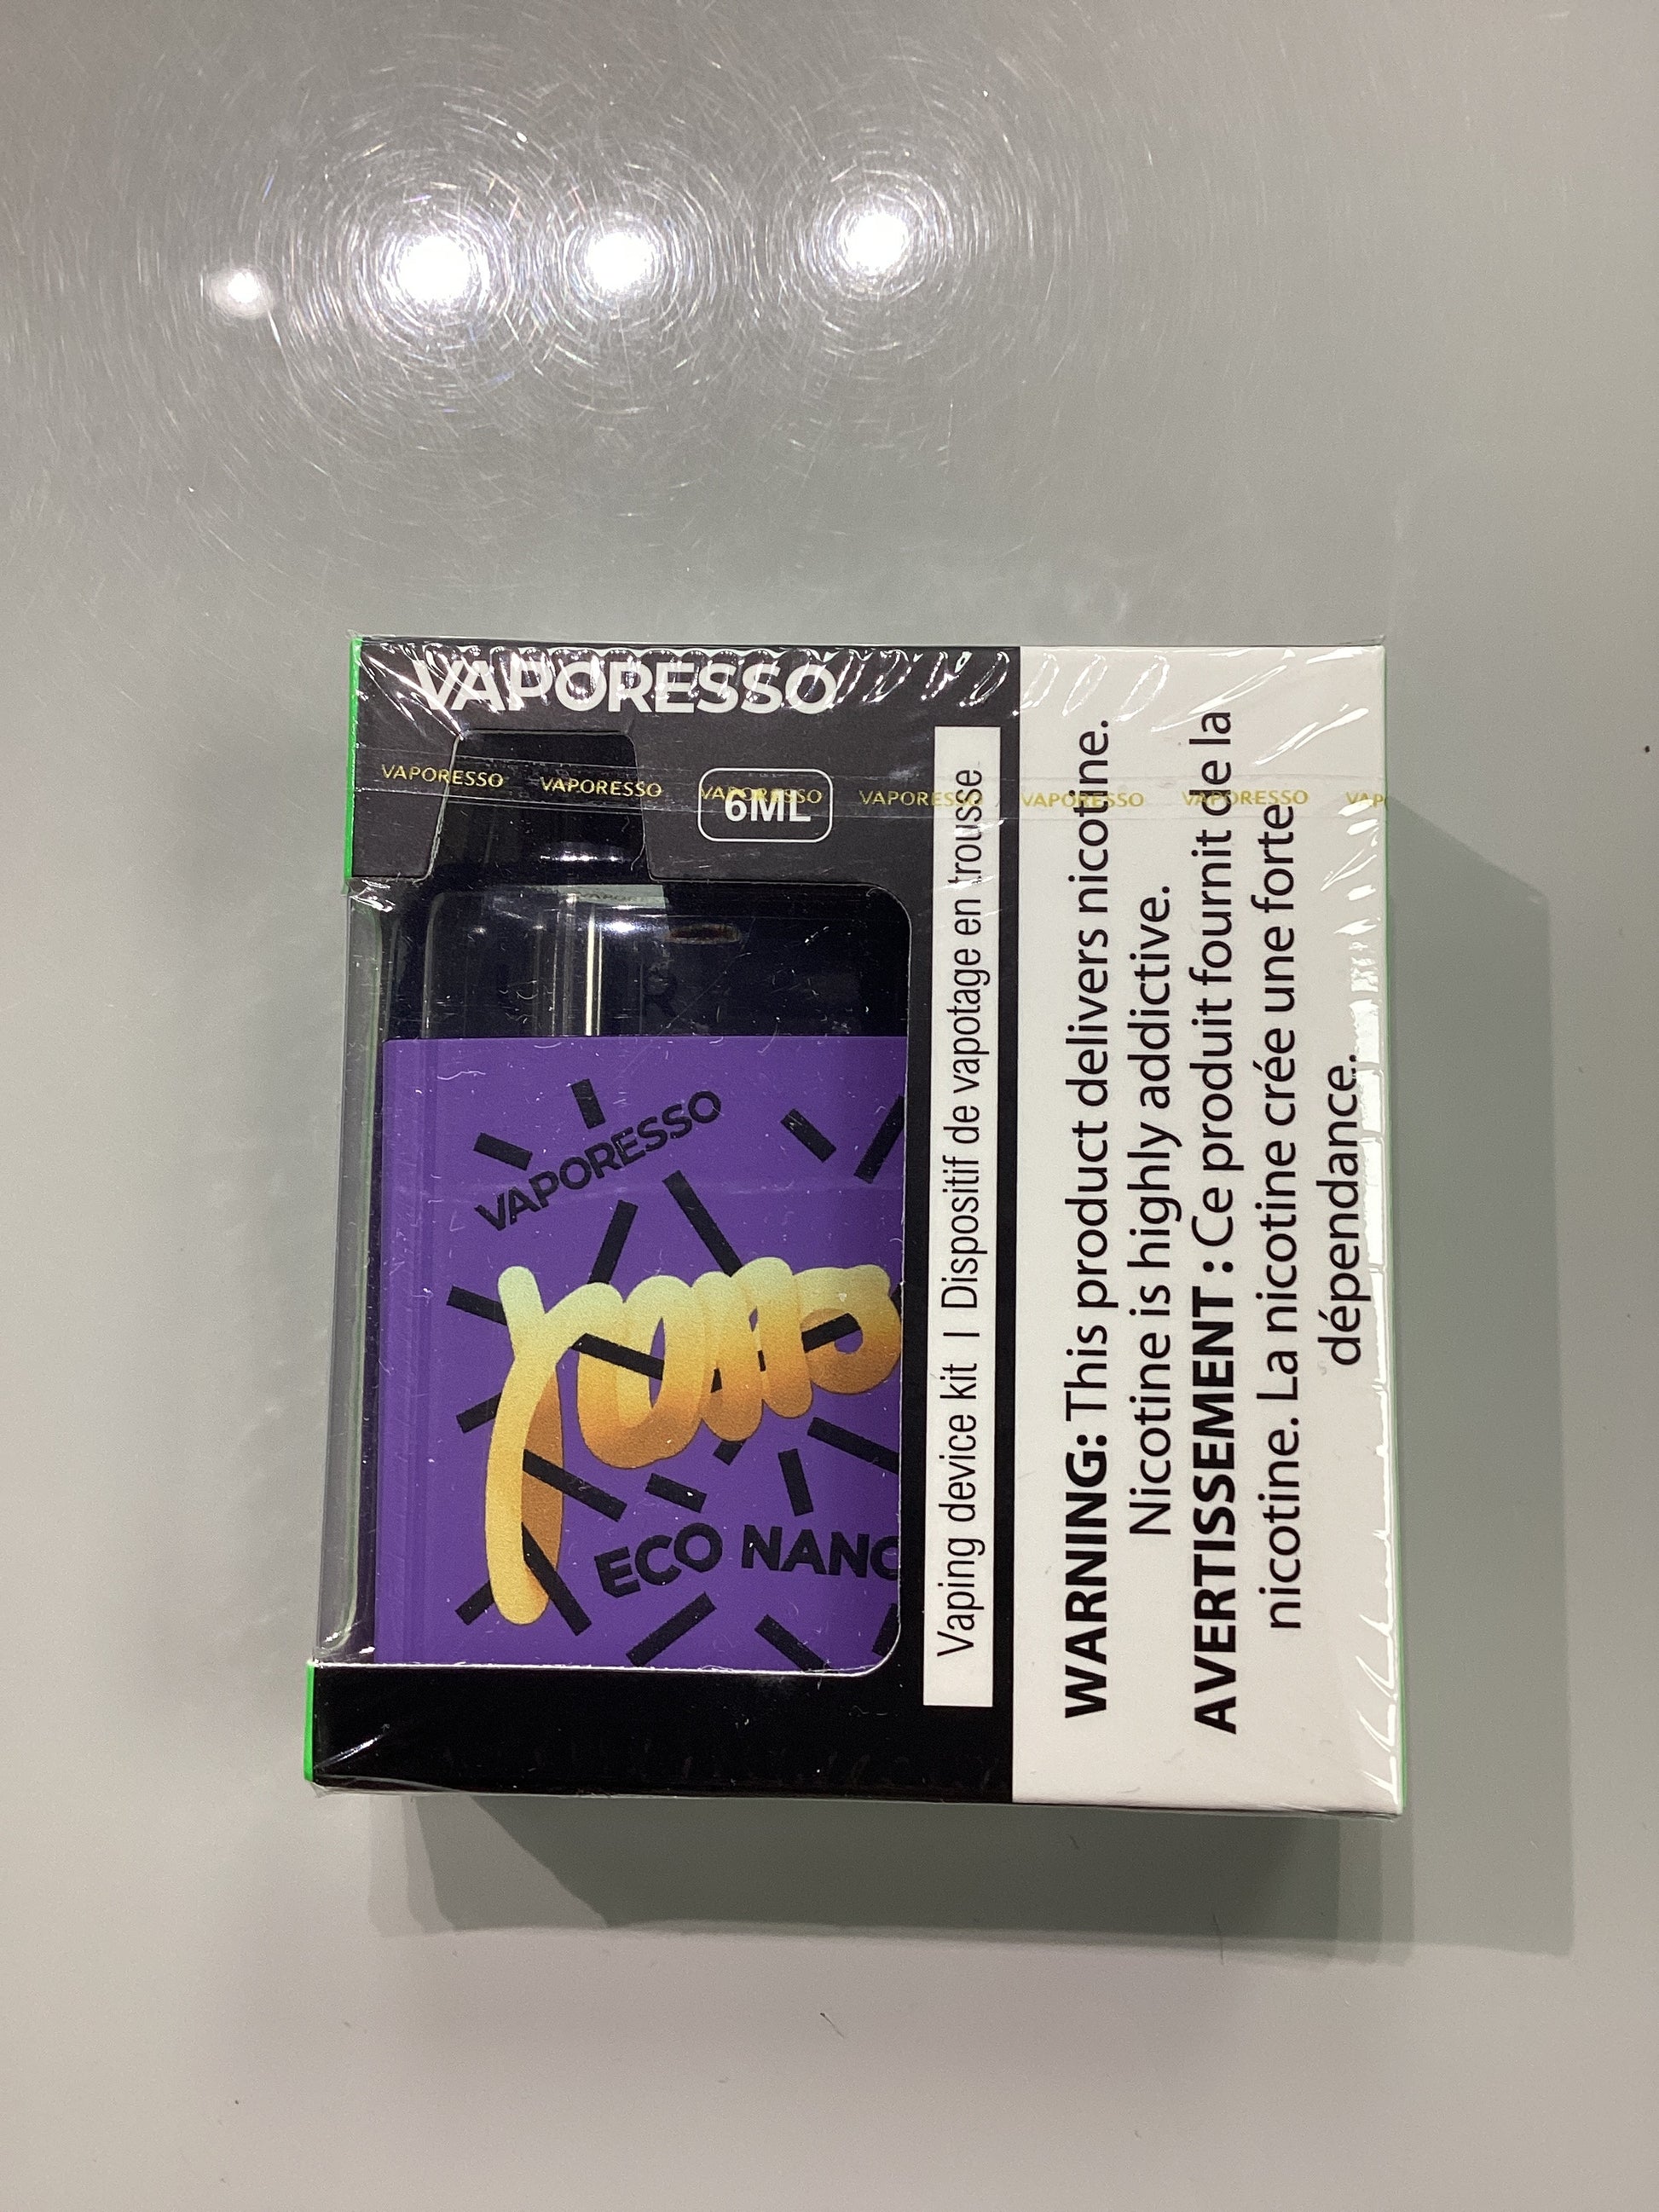 VAPORESSO
VAPORESSO VAPORESSO VAPORESSO VAPORESSO VAPORESSO VAPORESSO VAP
6ML
VAPORESSO
ECO NANO
Vaping device kit | Dispositif de vapotage en trousse
WARNING: This product delivers nicotine.
Nicotine is highly addictive.
AVERTISSEMENT : Ce produit fournit de la
nicotine. La nicotine crée une forte
dépendance.